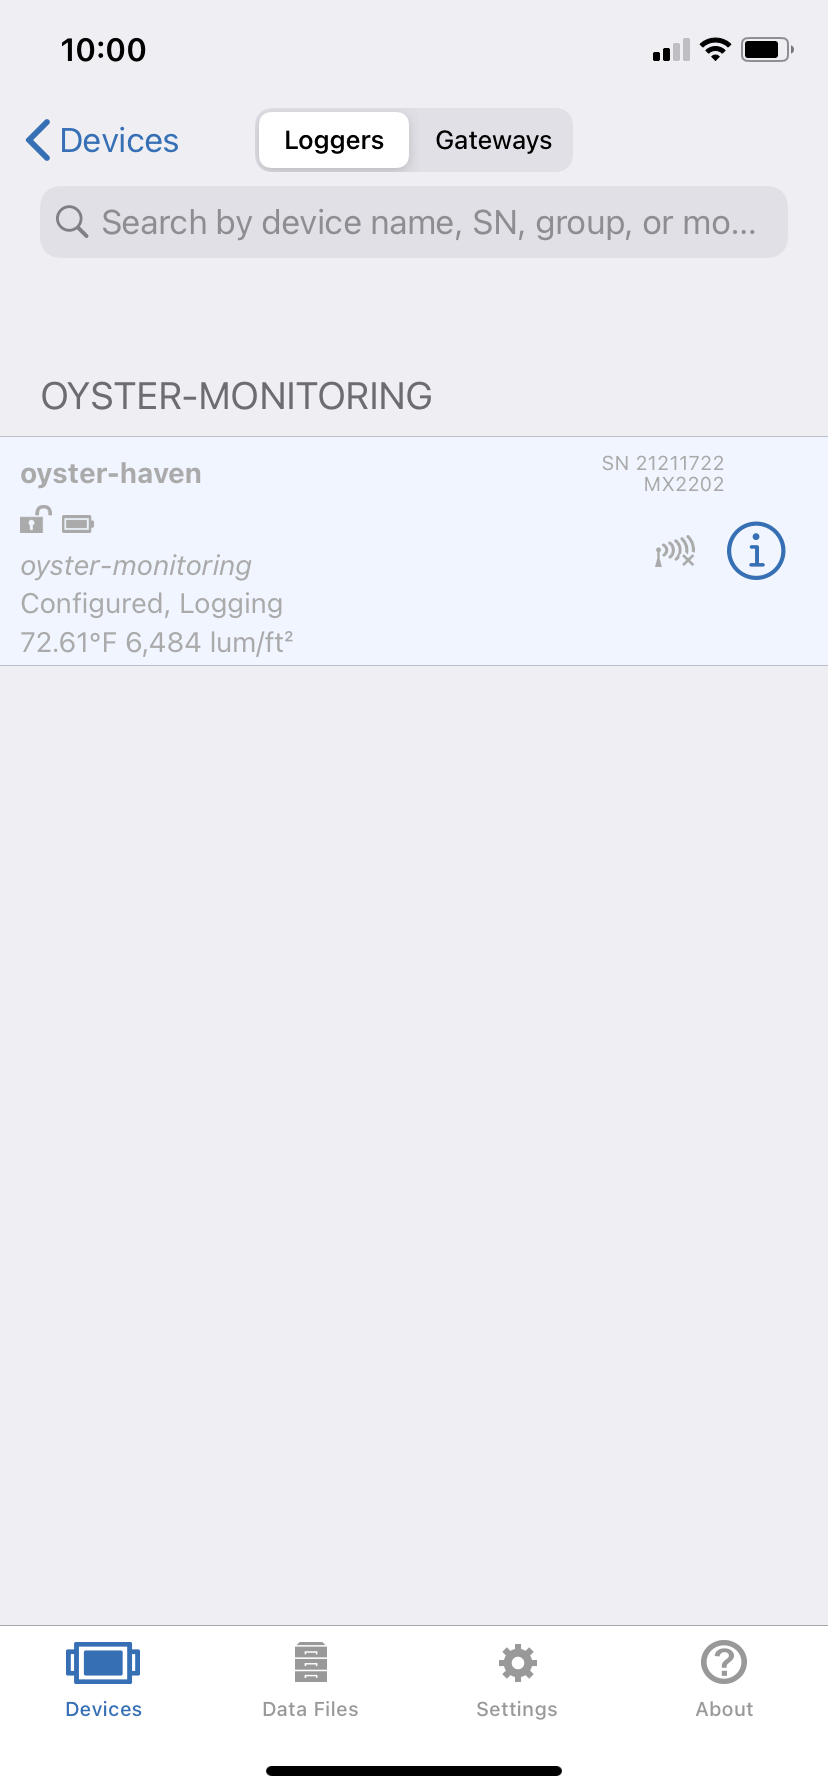 10:00
Devices
Loggers
Gateways
Search by device name, SN, group, or mo...
OYSTER-MONITORING
oyster-haven
SN 21211722
MX2202
oyster-monitoring
Configured, Logging
72.61°F 6,484 lum/ft²
Devices
Data Files
Settings
About